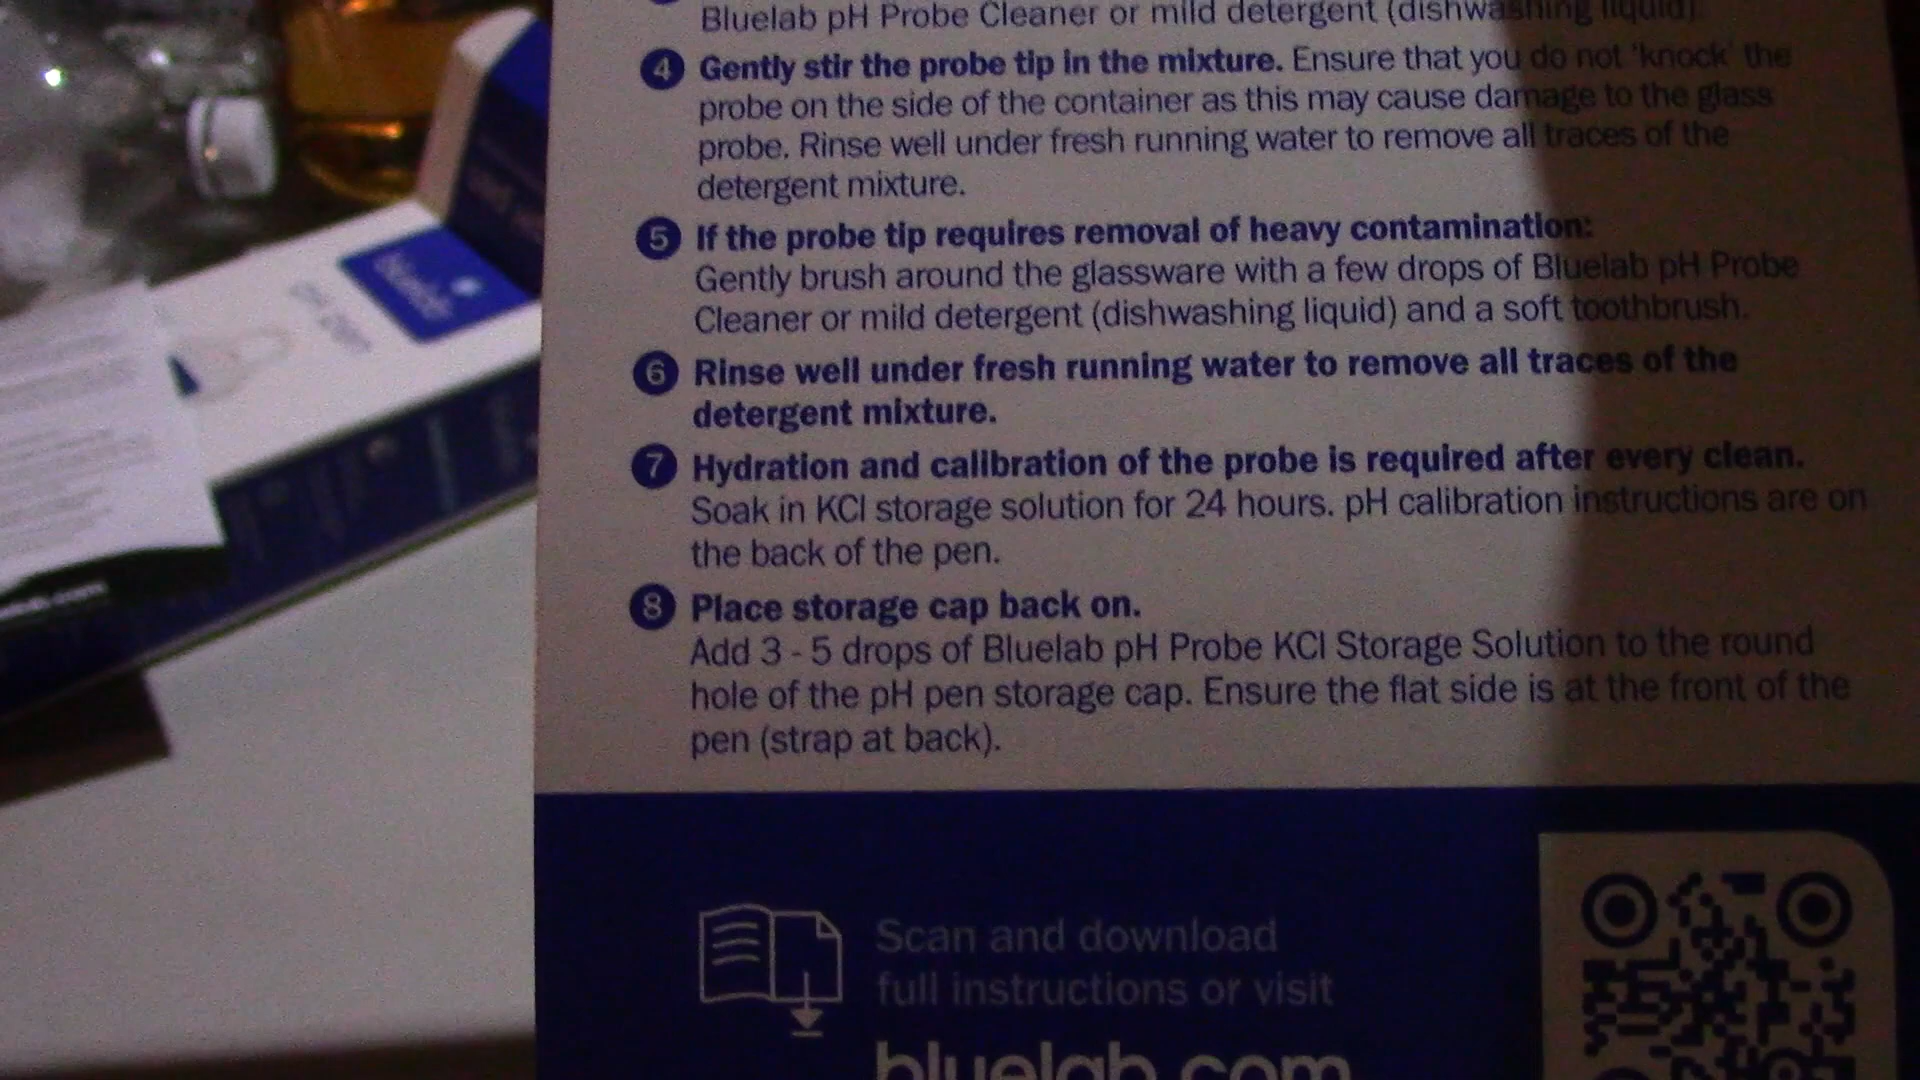 Bluelab pH Probe Cleaner or mild detergent (dishwashing liquid)
4 Gently stir the probe tip in the mixture. Ensure that you do not 'knock' the
probe on the side of the container as this may cause damage to the glass
probe. Rinse well under fresh running water to remove all traces of the
detergent mixture.
5 If the probe tip requires removal of heavy contamination:
Gently brush around the glassware with a few drops of Bluelab pH Probe
Cleaner or mild detergent (dishwashing liquid) and a soft toothbrush.
6 Rinse well under fresh running water to remove all traces of the
detergent mixture.
7 Hydration and calibration of the probe is required after every clean.
Soak in KCl storage solution for 24 hours. pH calibration instructions are on
the back of the pen.
8 Place storage cap back on.
Add 3 - 5 drops of Bluelab pH Probe KCl Storage Solution to the round
hole of the pH pen storage cap. Ensure the flat side is at the front of the
pen (strap at back).
Scan and download
full instructions or visit
bluelab.com
bluelab